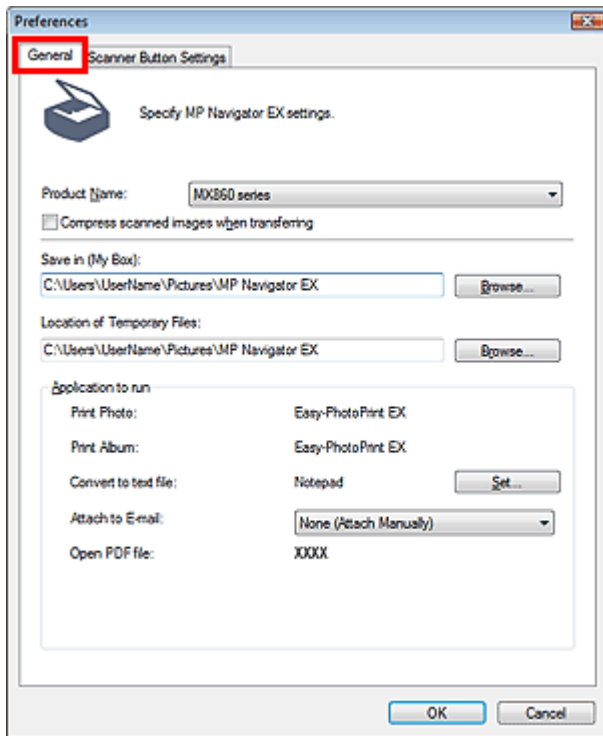 Preferences
General Scanner Button Settings
Specify MP Navigator EX settings.
Product Name: MX860 series
Compress scanned images when transferring
Save in (My Box):
C:\Users\UserName\Pictures\MP Navigator EX Browse...
Location of Temporary Files:
C:\Users\UserName\Pictures\MP Navigator EX Browse...
Application to run
Print Photo: Easy-PhotoPrint EX
Print Album: Easy-PhotoPrint EX
Convert to text file: Notepad Set...
Attach to E-mail: None (Attach Manually)
Open PDF file: XXXX
OK Cancel